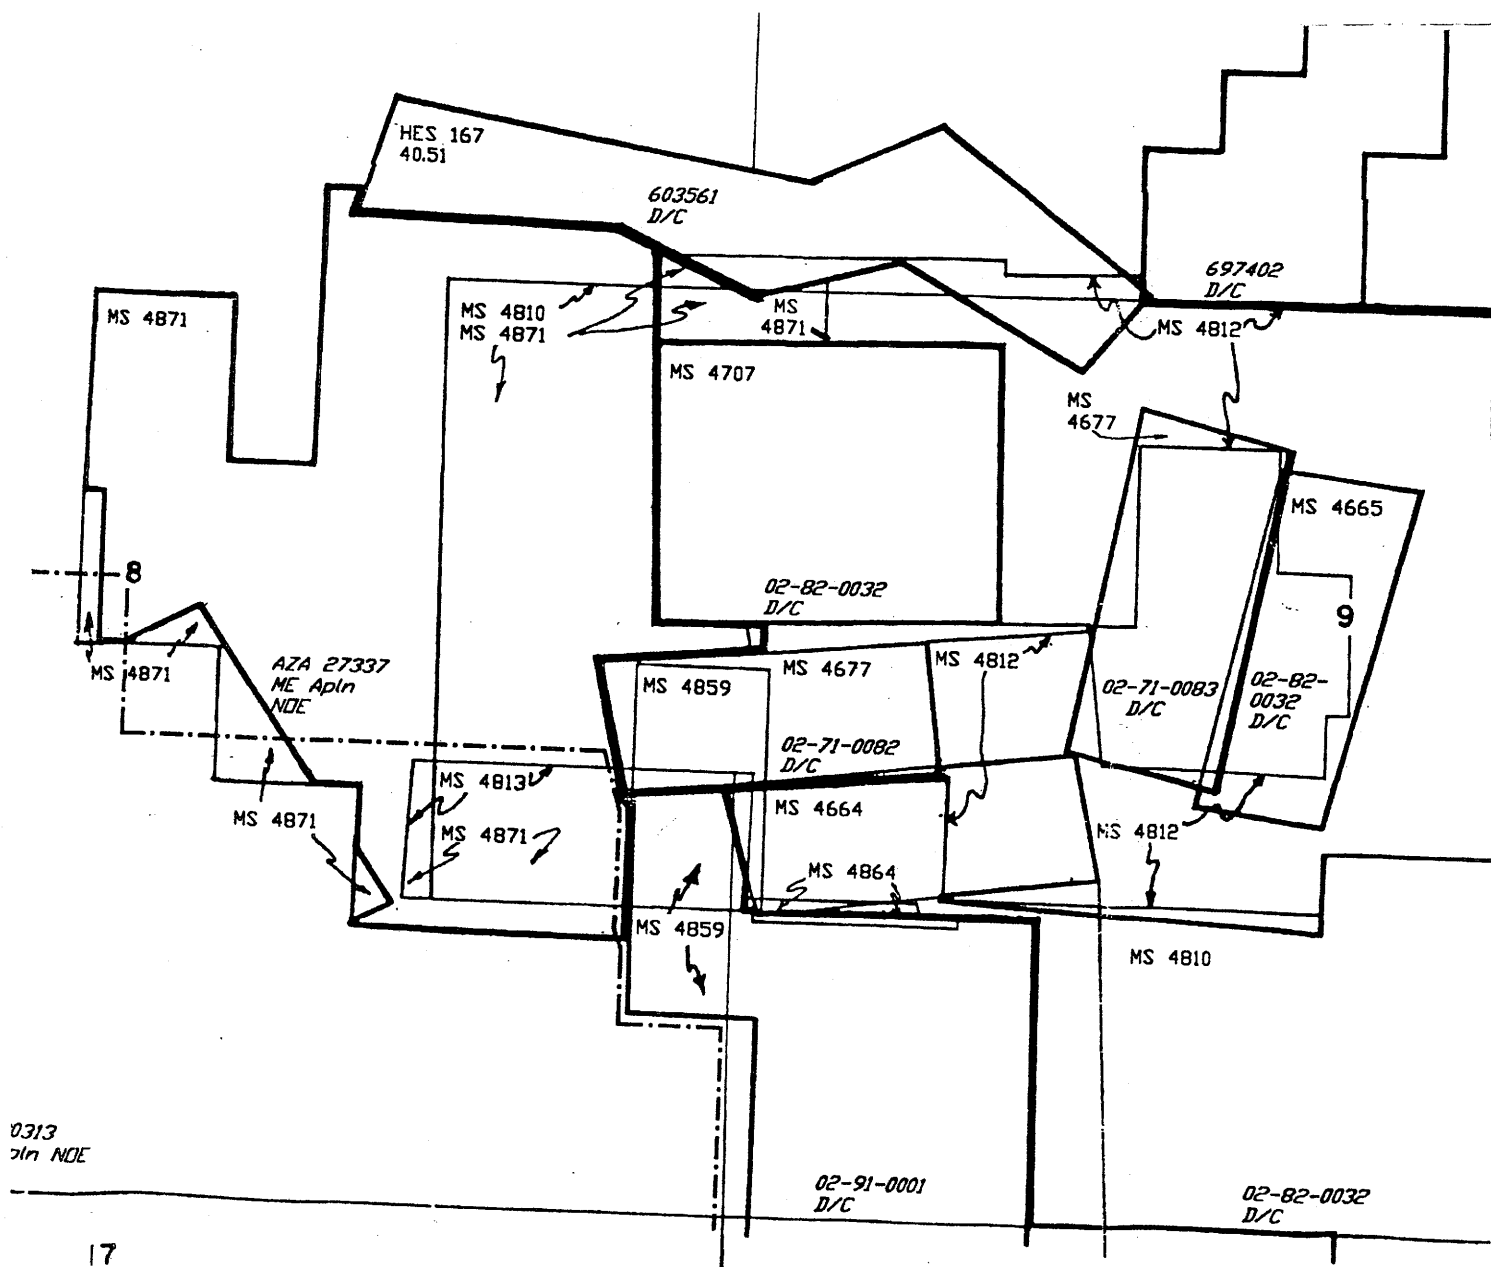 HES 167
40.51
603561
D/C
697402
D/C
MS 4871
MS 4810
MS 4871
MS
4871
MS 4812
MS 4707
MS
4677
MS 4665
8
02-82-0032
D/C
9
MS 4871
AZA 27337
ME Apln
NOE
MS 4859
MS 4677
MS 4812
02-71-0083
D/C
02-82-
0032
D/C
02-71-0082
D/C
MS 4813
MS 4871
MS 4871
MS 4664
MS 4812
MS 4864
MS 4859
MS 4810
0313
pln NOE
02-91-0001
D/C
02-82-0032
D/C
17